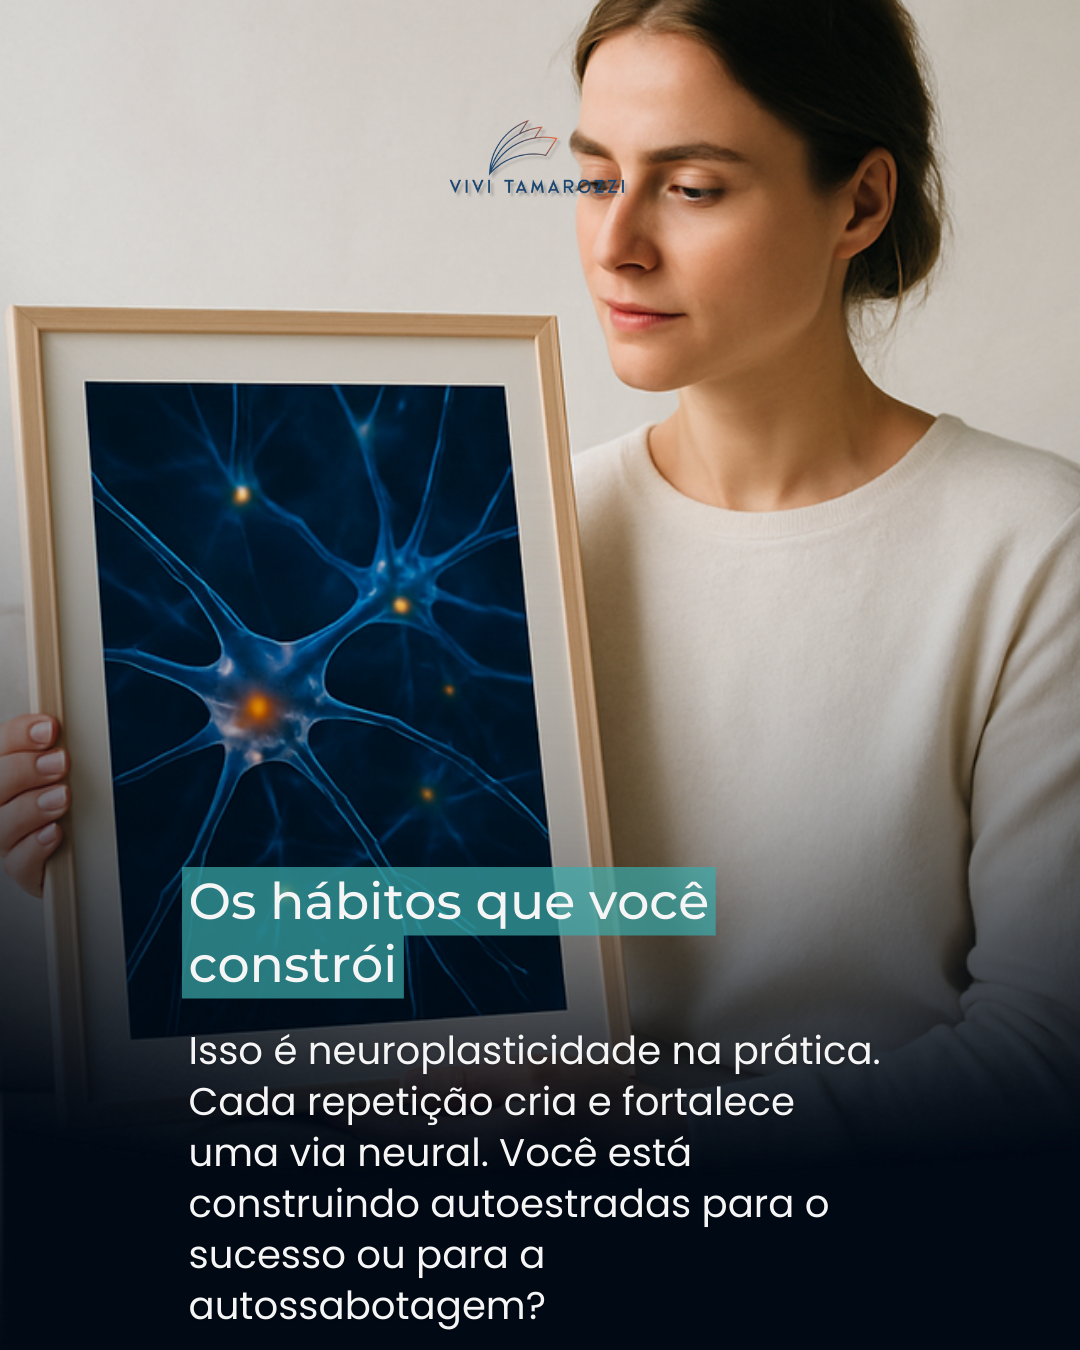 VIVI TAMAROZZI
Os hábitos que você
constrói
Isso é neuroplasticidade na prática.
Cada repetição cria e fortalece
uma via neural. Você está
construindo autoestradas para o
sucesso ou para a
autossabotagem?